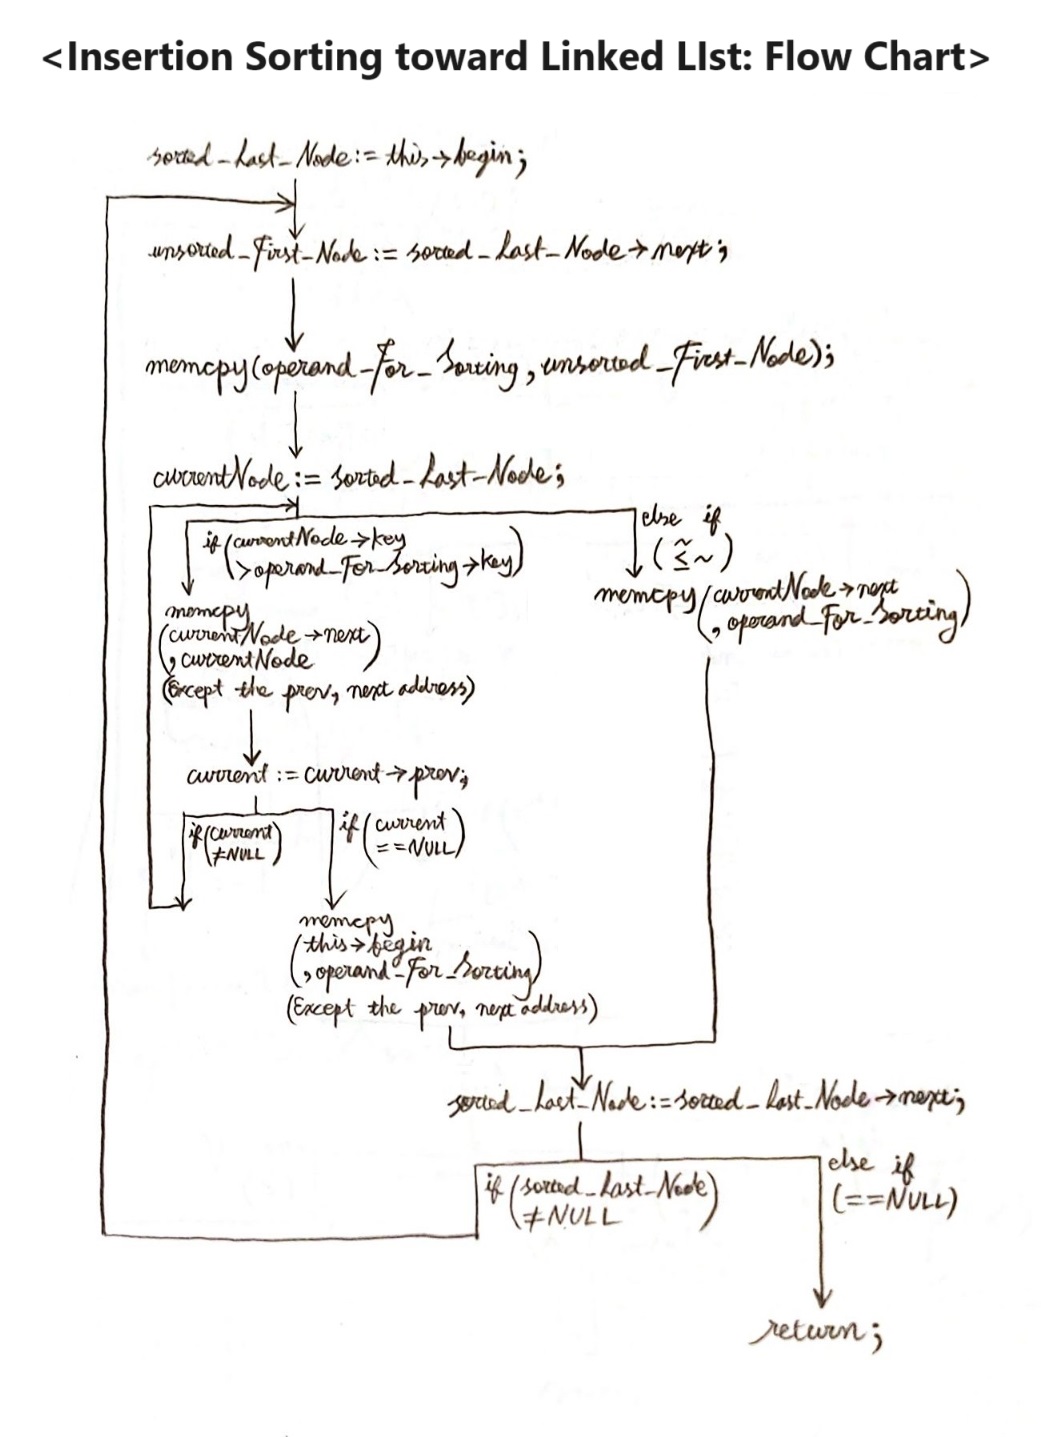 <Insertion Sorting toward Linked LIst: Flow Chart>
sorted_Last_Node:= this→begin;
unsorted_First_Node := sorted_Last_Node→next;
memcpy(operand_For_Sorting, unsorted_First_Node);
currentNode:= sorted_Last_Node;
if (currentNode→key
>operand_For_Sorting→key)
else if
(~≤~)
memcpy (currentNode→next
, operand_For_Sorting)
memcpy
(currentNode→next
, currentNode)
(Except the prev, next address)
current := current→prev;
if (current
≠NULL)
if (current
==NULL)
memcpy
(this→begin
, operand_For_Sorting)
(Except the prev, next address)
sorted_Last_Node:=sorted_Last_Node→next;
if (sorted_Last_Node
≠NULL)
else if
(==NULL)
return;